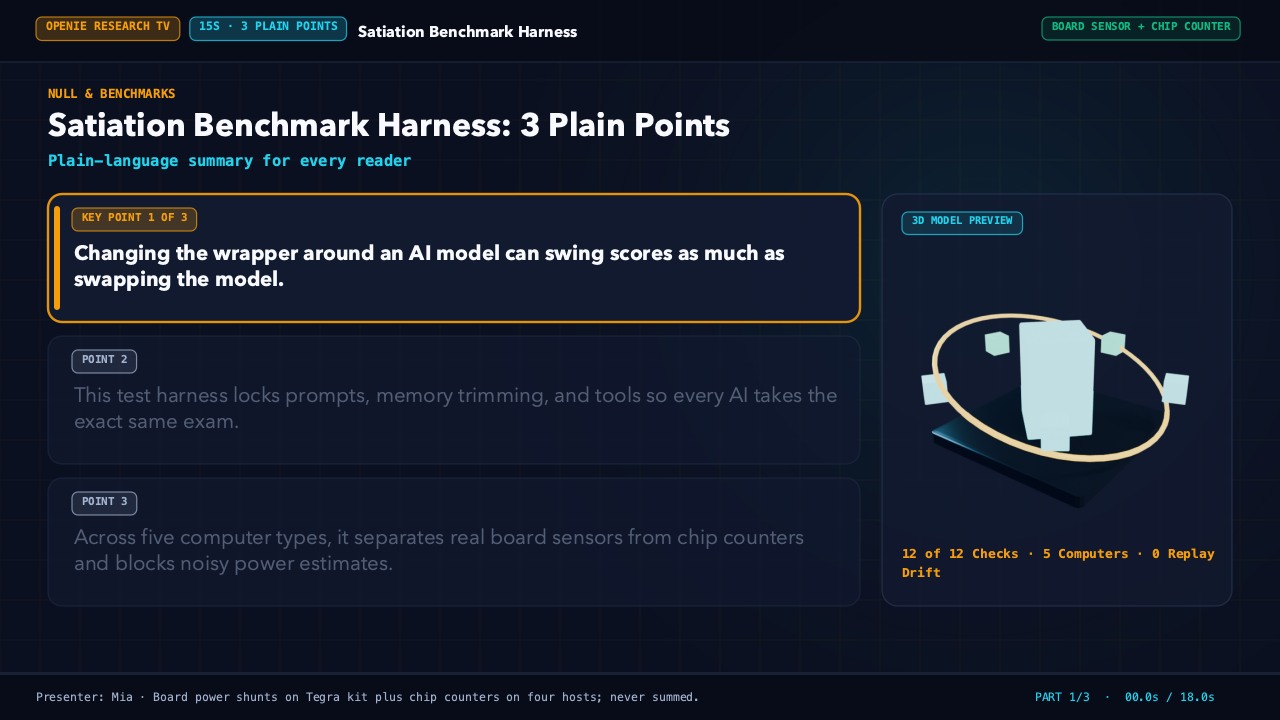 OPENIE RESEARCH TV
15S · 3 PLAIN POINTS
Satiation Benchmark Harness
BOARD SENSOR + CHIP COUNTER
NULL & BENCHMARKS
Satiation Benchmark Harness: 3 Plain Points
Plain–language summary for every reader
KEY POINT 1 OF 3
Changing the wrapper around an AI model can swing scores as much as
swapping the model.
POINT 2
This test harness locks prompts, memory trimming, and tools so every AI takes the
exact same exam.
POINT 3
Across five computer types, it separates real board sensors from chip counters
and blocks noisy power estimates.
3D MODEL PREVIEW
12 of 12 Checks · 5 Computers · 0 Replay
Drift
Presenter: Mia · Board power shunts on Tegra kit plus chip counters on four hosts; never summed.
PART 1/3 · 00.0s / 18.0s